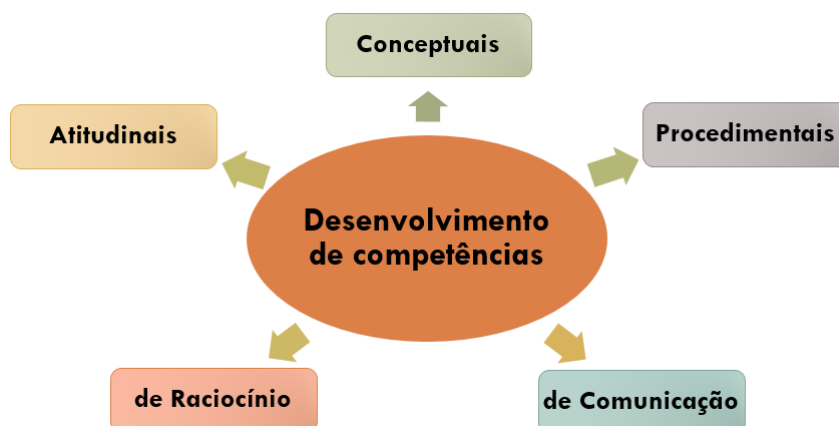 Conceptuais
Atitudinais
Procedimentais
Desenvolvimento
de competências
de Raciocínio
de Comunicação